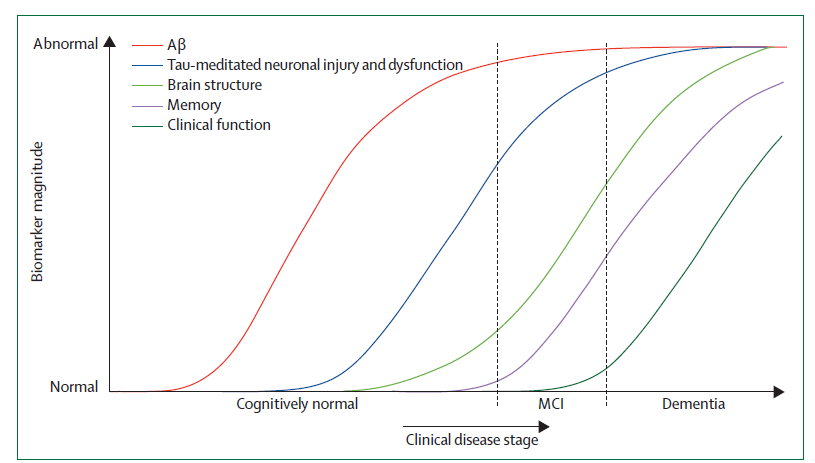 Abnormal
Aβ
Tau-meditated neuronal injury and dysfunction
Brain structure
Memory
Clinical function
Biomarker magnitude
Normal
Cognitively normal
MCI
Dementia
Clinical disease stage